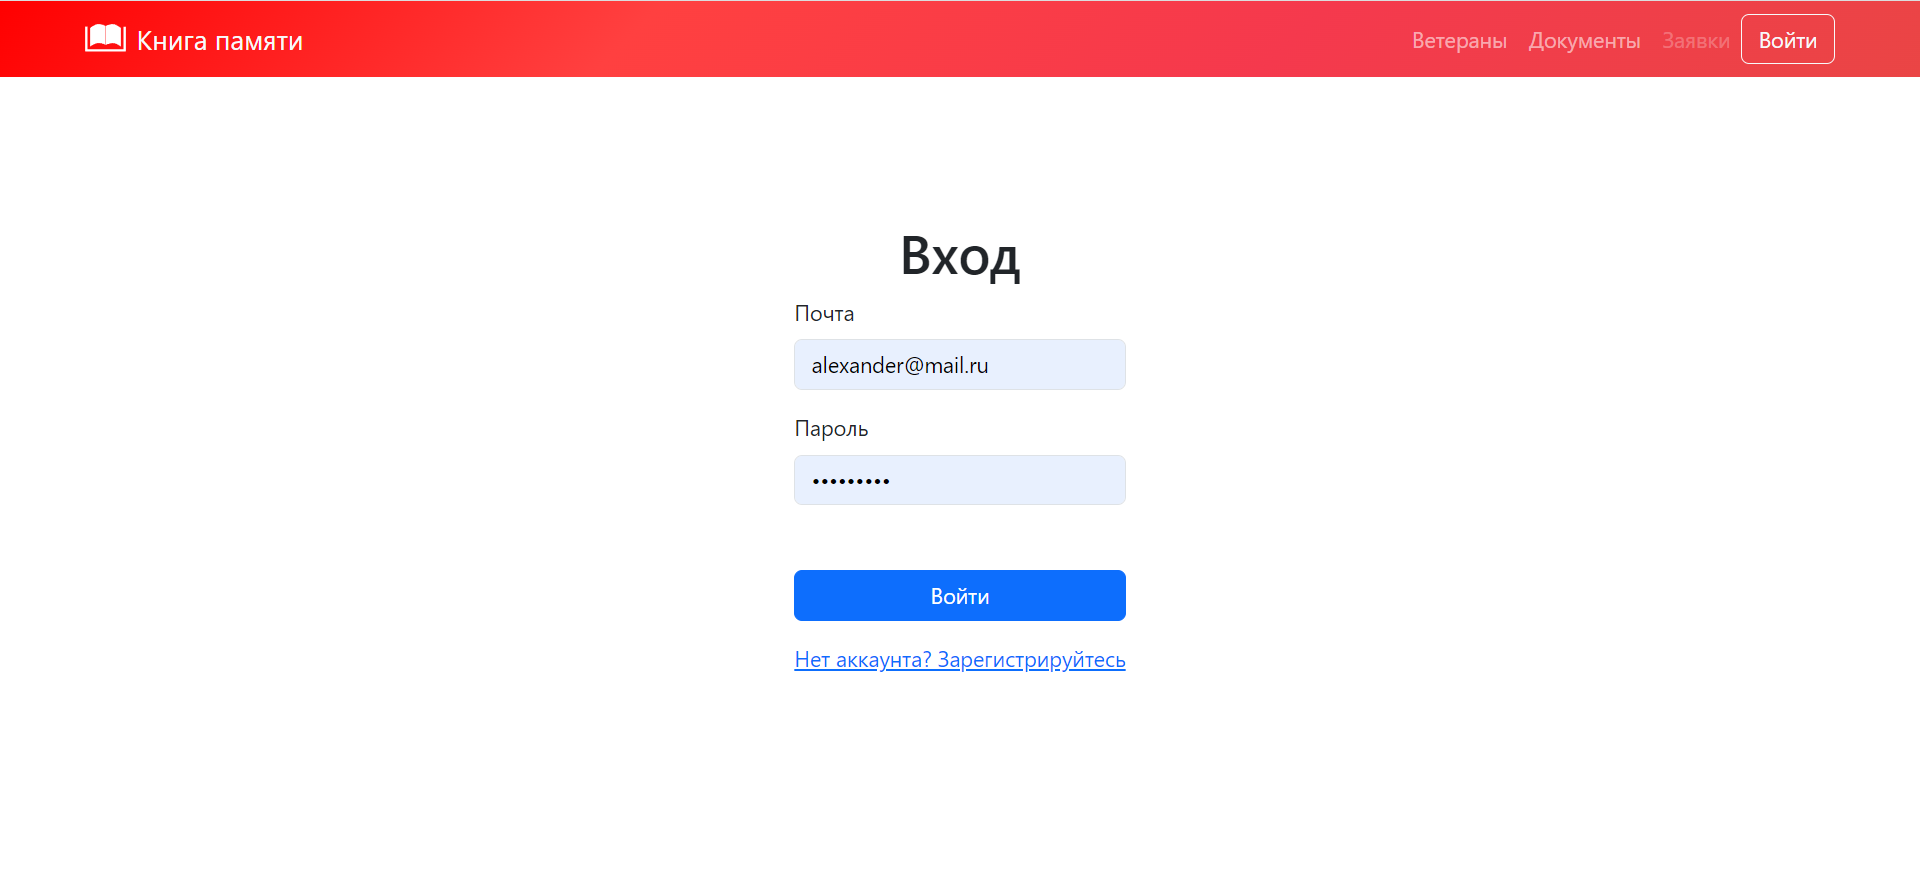 Книга памяти
Ветераны Документы Заявки Войти
Вход
Почта
alexander@mail.ru
Пароль
•••••••••
Войти
Нет аккаунта? Зарегистрируйтесь